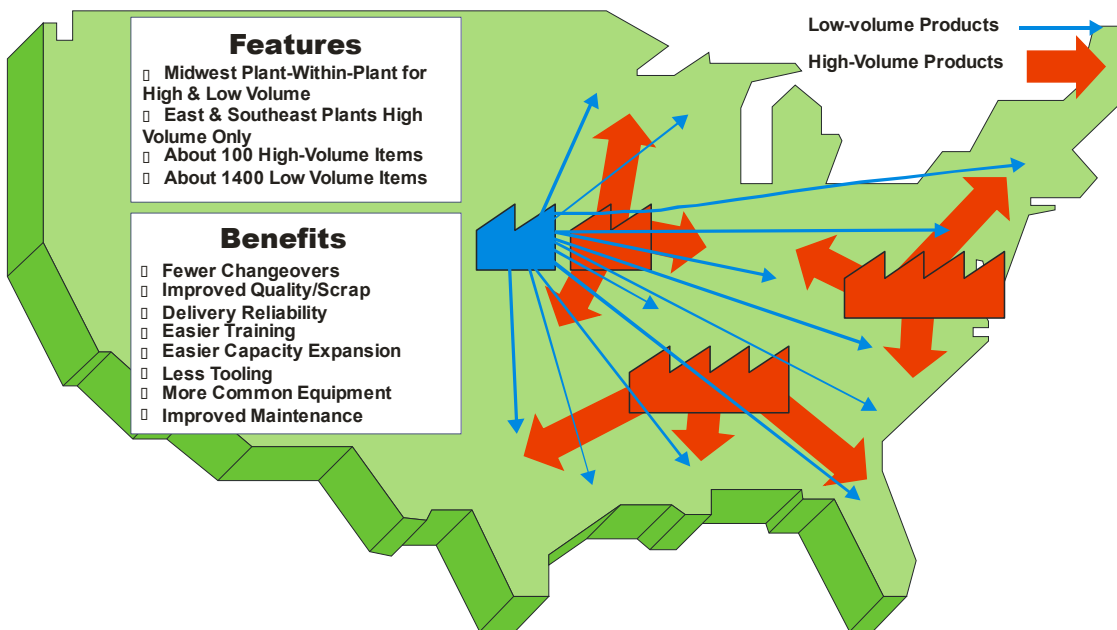 Features
▯ Midwest Plant-Within-Plant for
High & Low Volume
▯ East & Southeast Plants High
Volume Only
▯ About 100 High-Volume Items
▯ About 1400 Low Volume Items
Benefits
▯ Fewer Changeovers
▯ Improved Quality/Scrap
▯ Delivery Reliability
▯ Easier Training
▯ Easier Capacity Expansion
▯ Less Tooling
▯ More Common Equipment
▯ Improved Maintenance
Low-volume Products
High-Volume Products